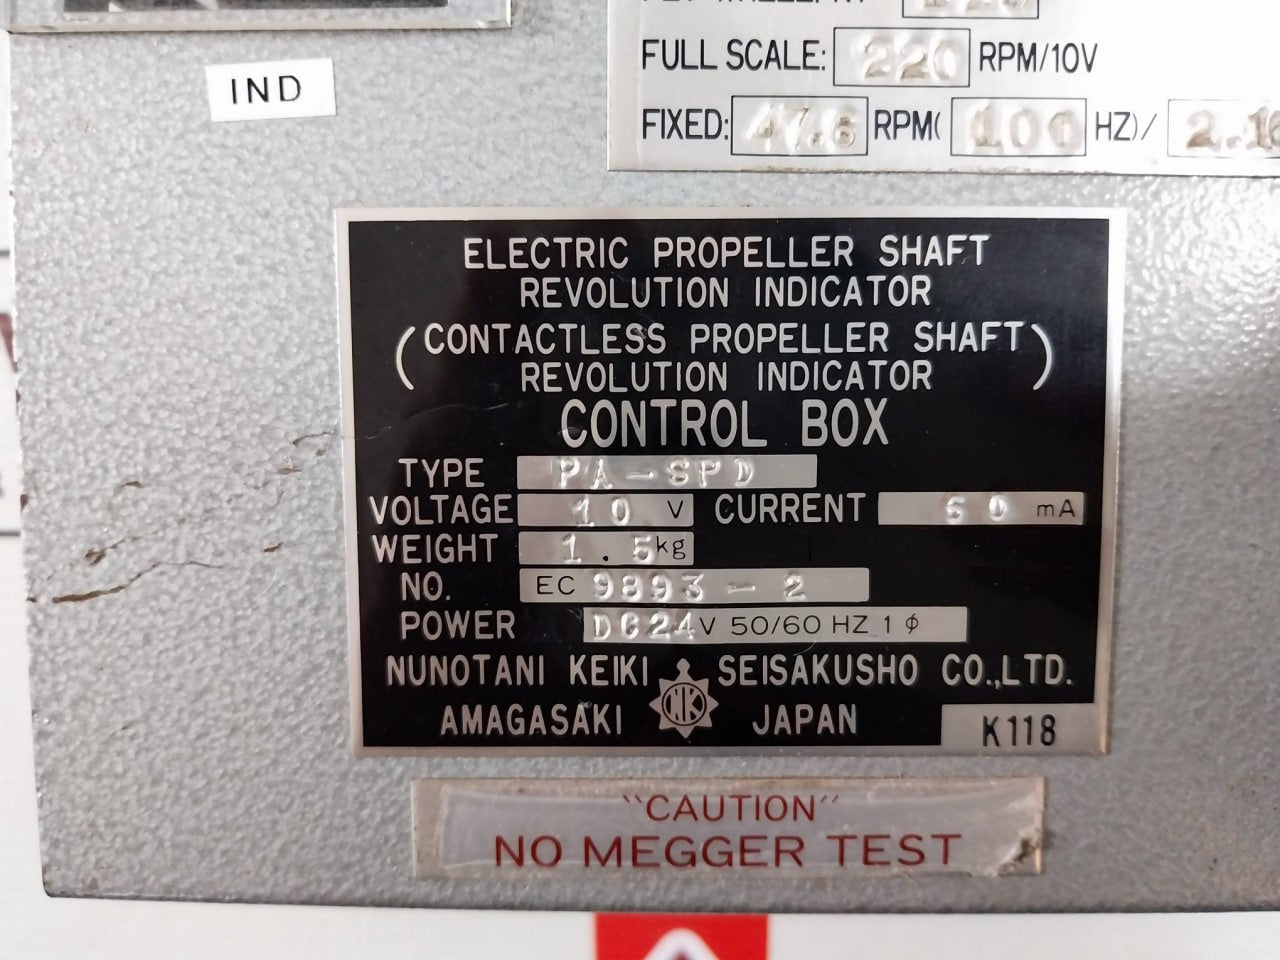 IND
FULL SCALE: 220 RPM/10V
FIXED: 47.6 RPM( 100 HZ)/
ELECTRIC PROPELLER SHAFT
REVOLUTION INDICATOR
(CONTACTLESS PROPELLER SHAFT
REVOLUTION INDICATOR)
CONTROL BOX
TYPE PA-SPD
VOLTAGE 10 V CURRENT 60 mA
WEIGHT 1.5kg
NO. EC 9893-2
POWER DC24V 50/60 HZ 1 φ
NUNOTANI KEIKI SEISAKUSHO CO.,LTD.
AMAGASAKI NK JAPAN
K118
"CAUTION"
NO MEGGER TEST